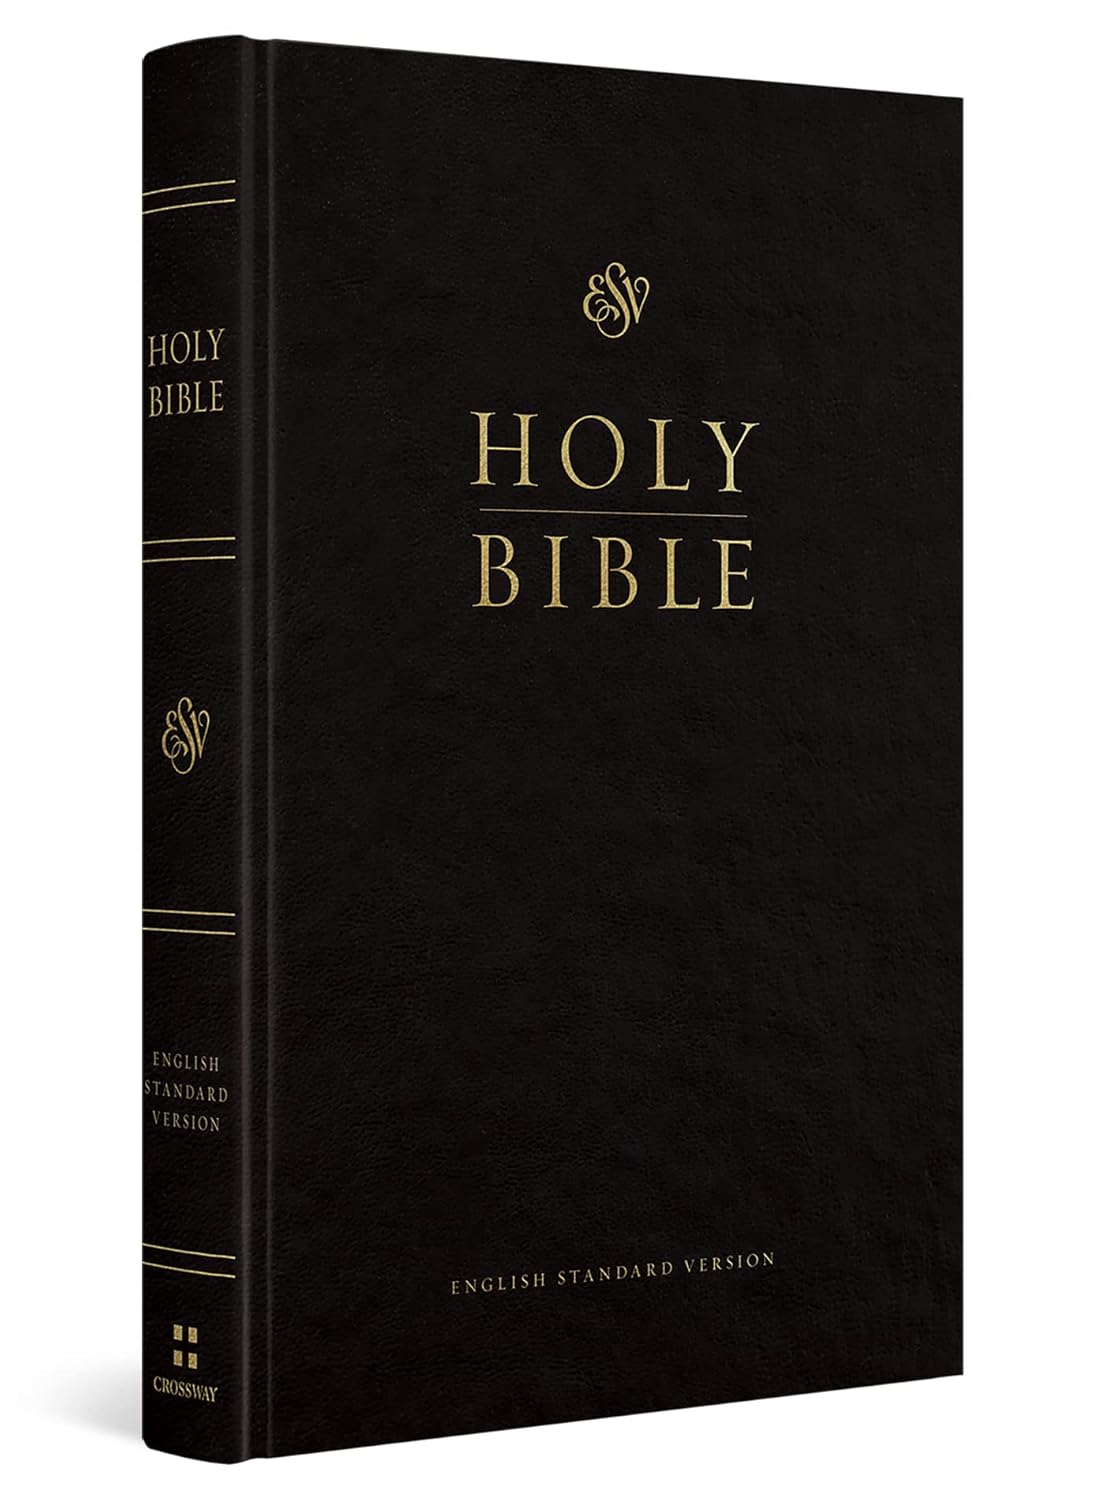 HOLY
BIBLE
ESV
ENGLISH
STANDARD
VERSION
CROSSWAY
ESV
HOLY
BIBLE
ENGLISH STANDARD VERSION